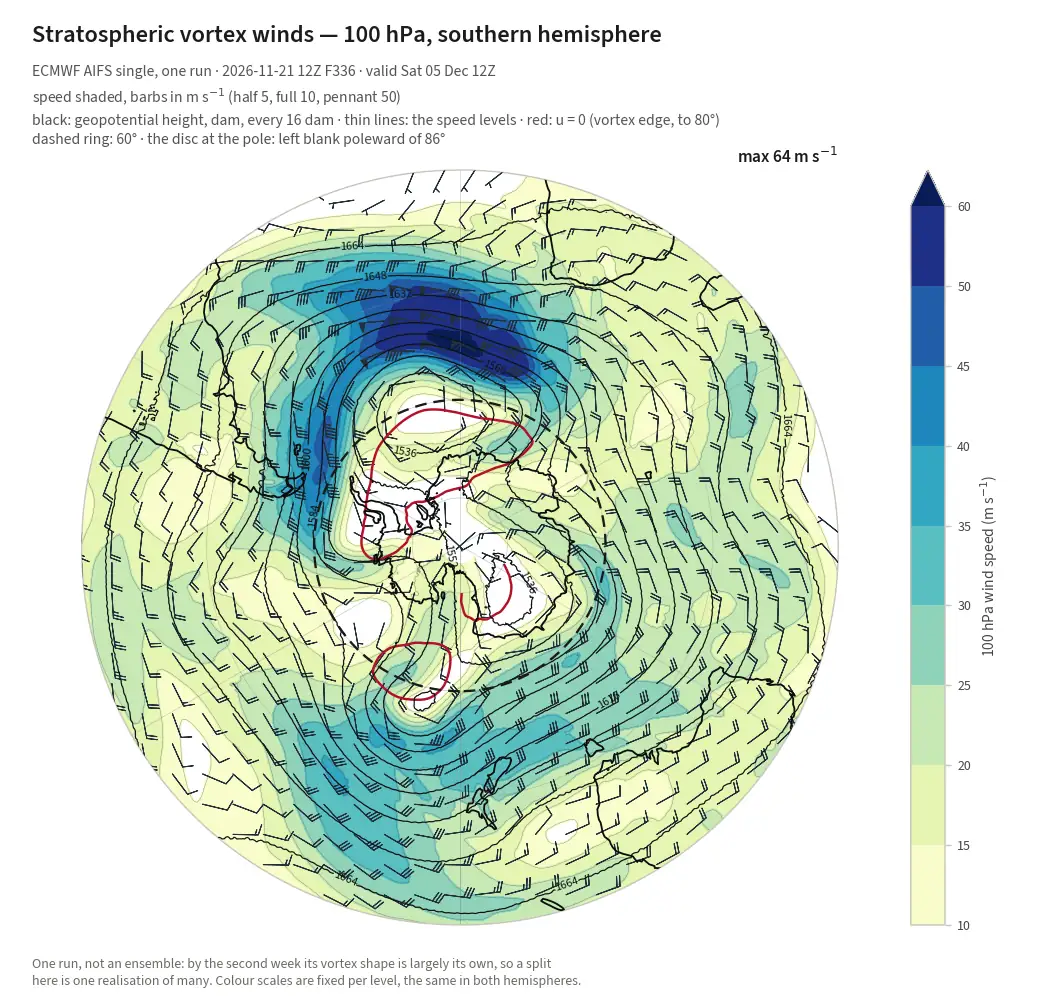 Stratospheric vortex winds — 100 hPa, southern hemisphere
ECMWF AIFS single, one run · 2026-11-21 12Z F336 · valid Sat 05 Dec 12Z
speed shaded, barbs in m s⁻¹ (half 5, full 10, pennant 50)
black: geopotential height, dam, every 16 dam · thin lines: the speed levels · red: u = 0 (vortex edge, to 80°)
dashed ring: 60° · the disc at the pole: left blank poleward of 86°
max 64 m s⁻¹
60
50
45
40
35
30
25
20
15
10
100 hPa wind speed (m s⁻¹)
1664
1648
1632
1536
1600
1584
1664
1664
1664
One run, not an ensemble: by the second week its vortex shape is largely its own, so a split
here is one realisation of many. Colour scales are fixed per level, the same in both hemispheres.